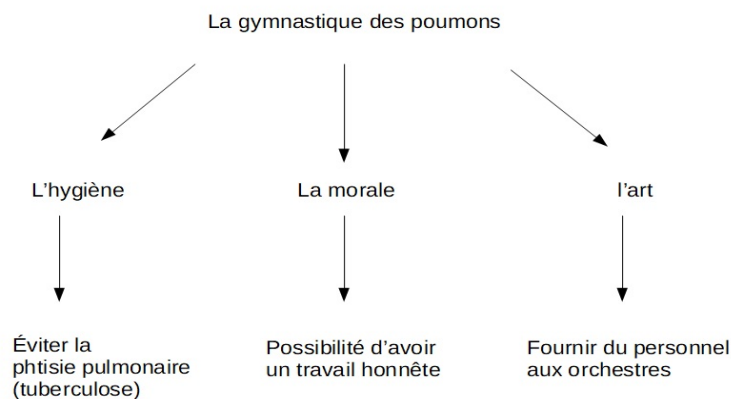 La gymnastique des poumons
L'hygiène
La morale
l'art
Éviter la
phtisie pulmonaire
(tuberculose)
Possibilité d'avoir
un travail honnête
Fournir du personnel
aux orchestres